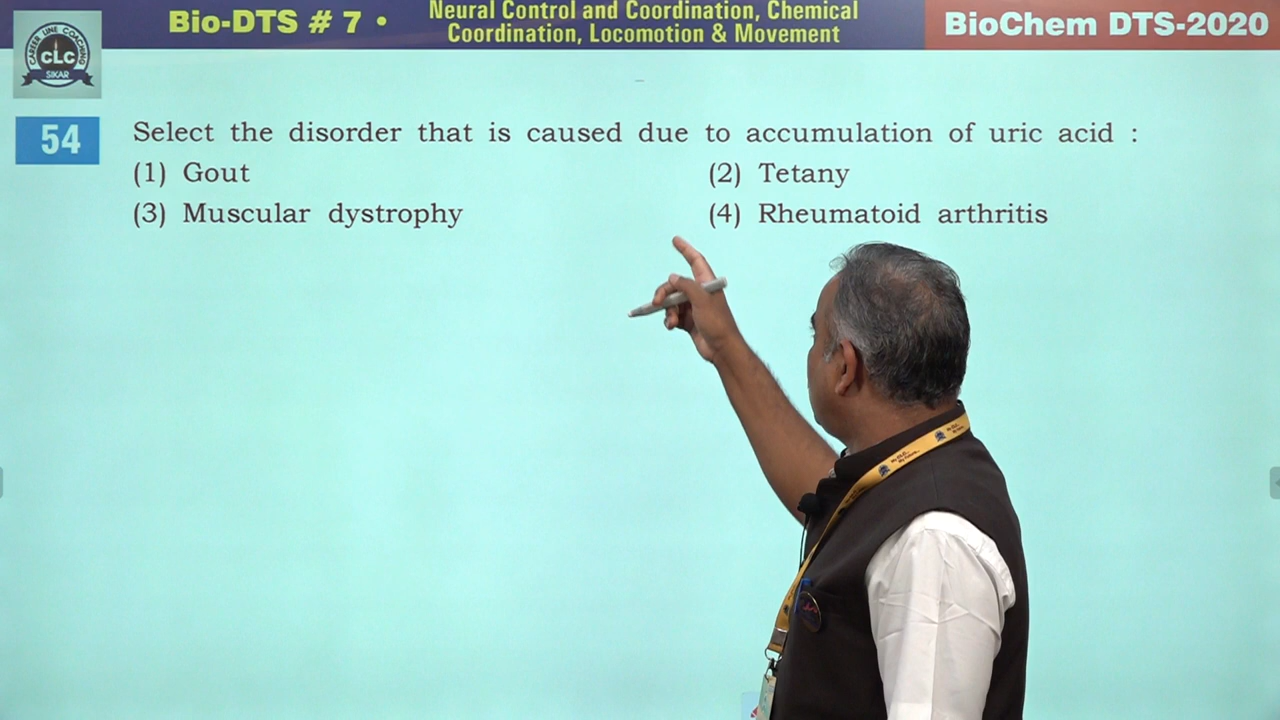 Bio-DTS # 7 •
Neural Control and Coordination, Chemical
Coordination, Locomotion & Movement
BioChem DTS-2020
CAREER LINE COACHING
CLC
SIKAR
54
Select the disorder that is caused due to accumulation of uric acid :
(1) Gout
(2) Tetany
(3) Muscular dystrophy
(4) Rheumatoid arthritis